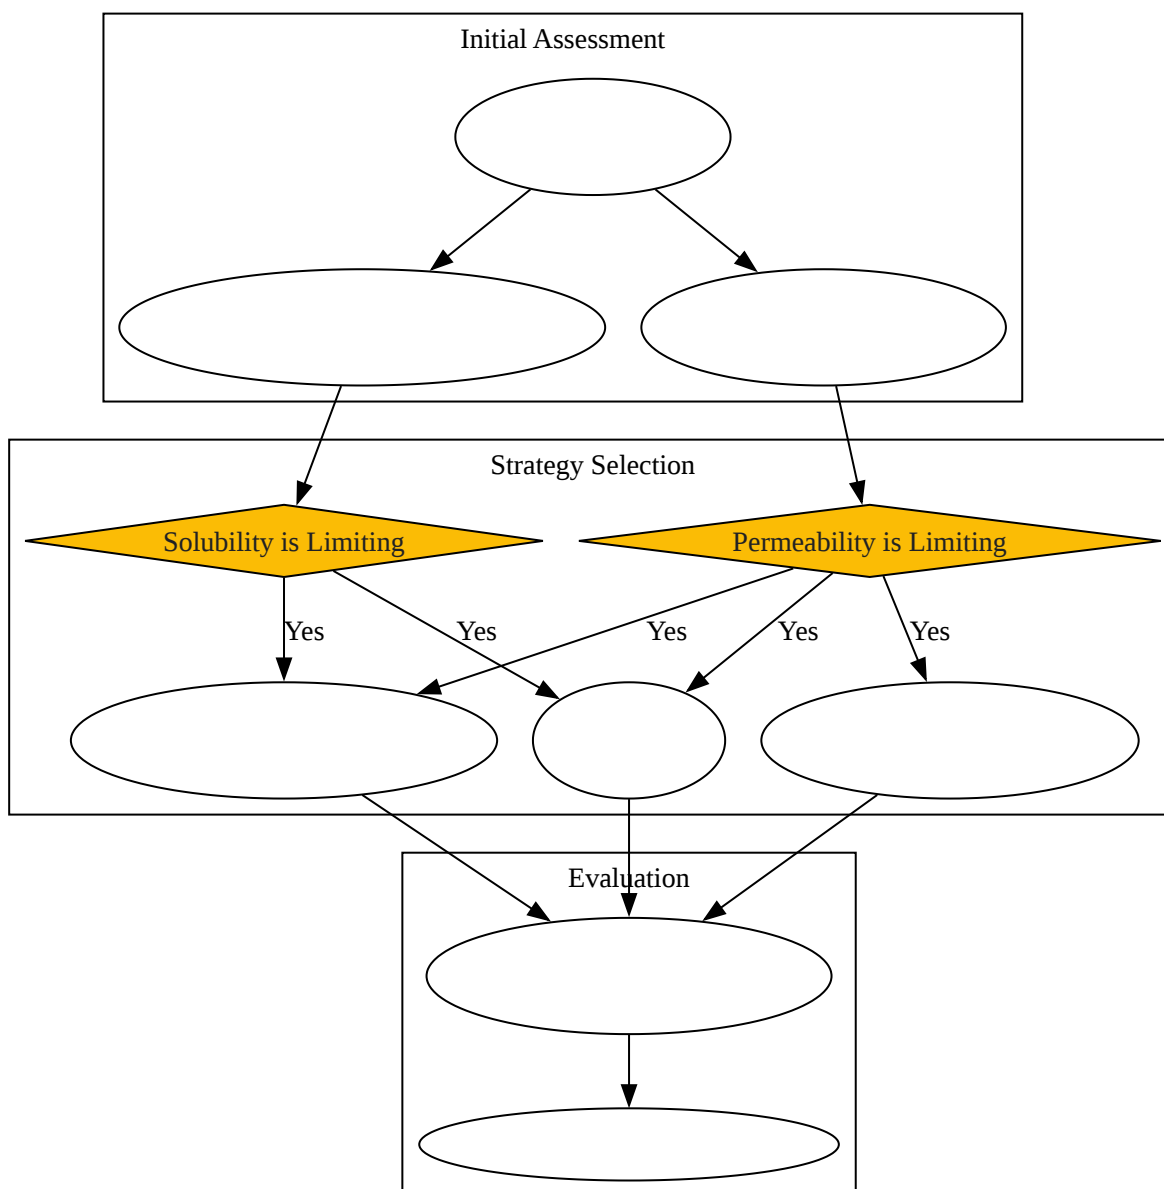 Initial Assessment
Strategy Selection
Solubility is Limiting
Permeability is Limiting
Yes
Yes
Yes
Yes
Yes
Evaluation